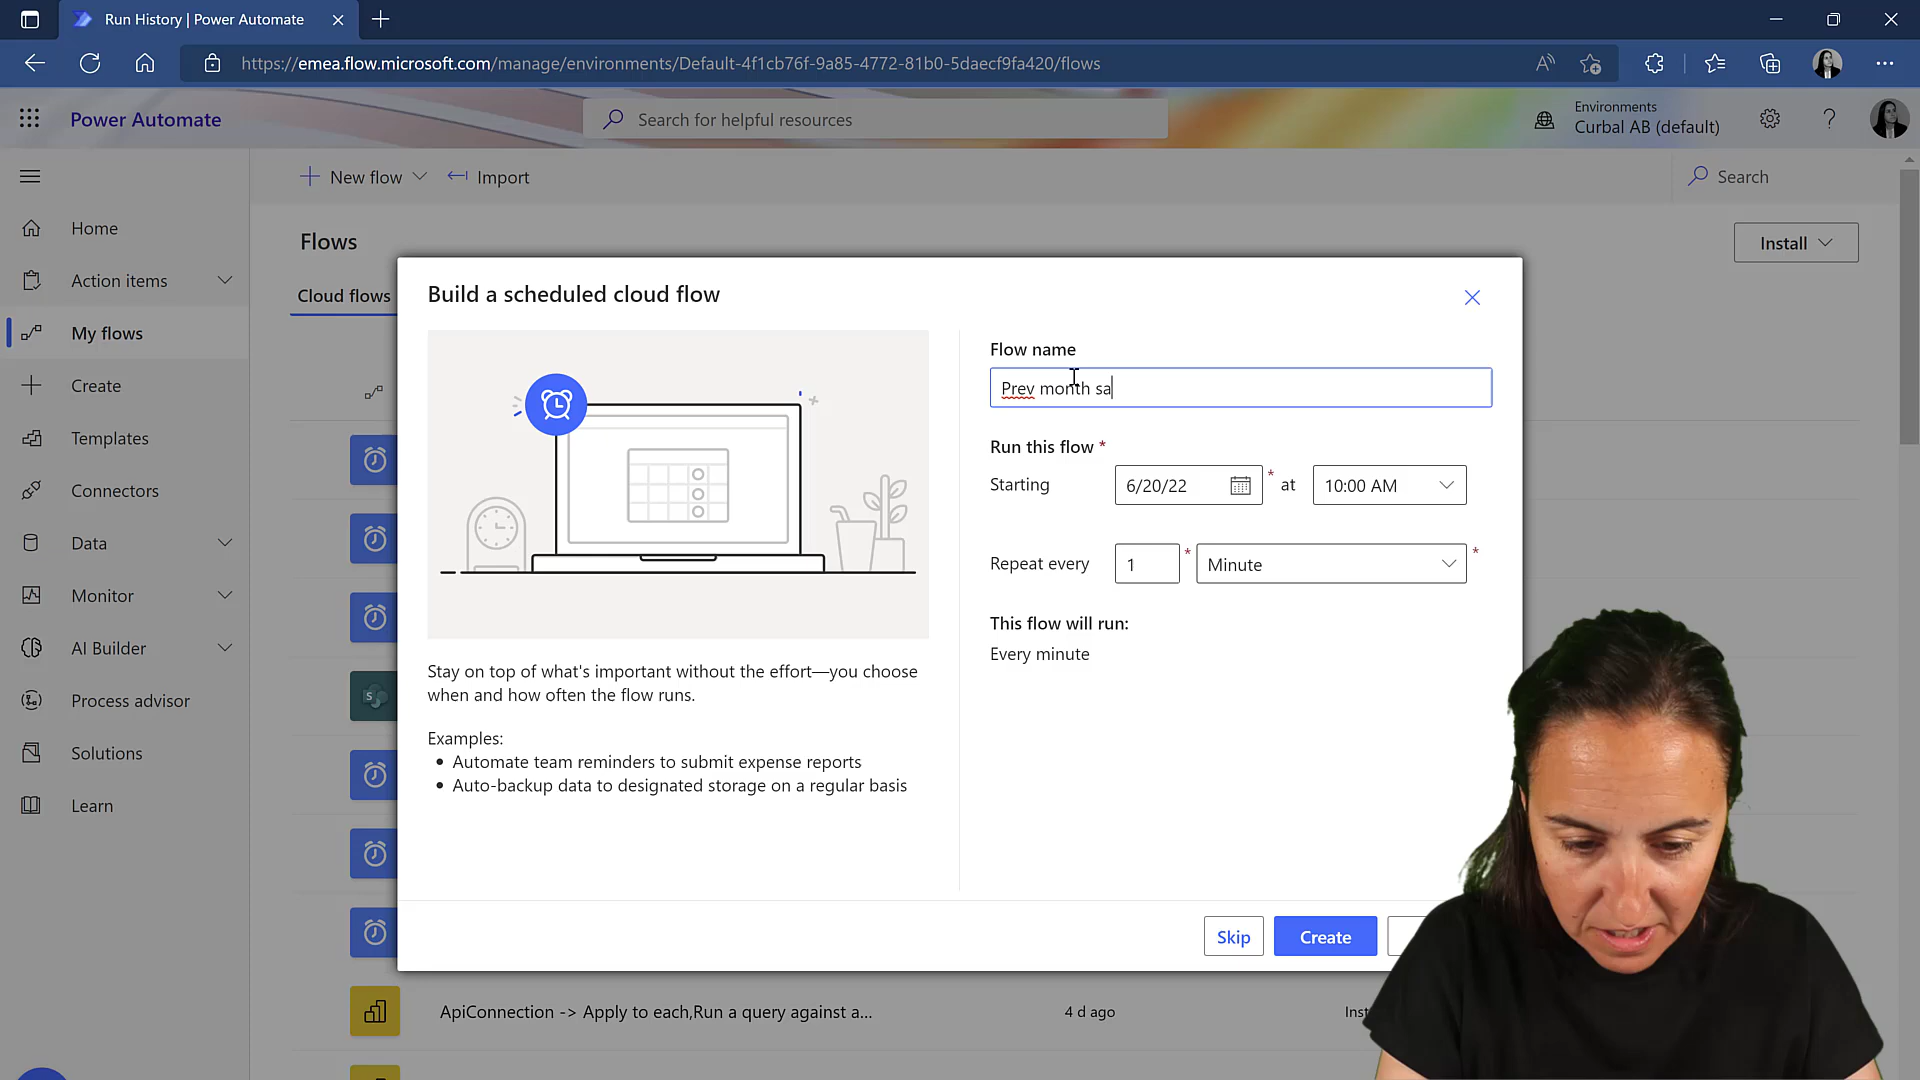 Run History | Power Automate
https://emea.flow.microsoft.com/manage/environments/Default-4f1cb76f-9a85-4772-81b0-5daecf9fa420/flows
Power Automate
Search for helpful resources
Environments
Curbal AB (default)
New flow
Import
Search
Home
Action items
My flows
Create
Templates
Connectors
Data
Monitor
AI Builder
Process advisor
Solutions
Learn
Flows
Install
Cloud flows
Build a scheduled cloud flow
Stay on top of what's important without the effort—you choose
when and how often the flow runs.
Examples:
Automate team reminders to submit expense reports
Auto-backup data to designated storage on a regular basis
Flow name
Prev month sa
Run this flow *
Starting 6/20/22 * at 10:00 AM
Repeat every 1 * Minute *
This flow will run:
Every minute
Skip
Create
ApiConnection -> Apply to each,Run a query against a... 4 d ago